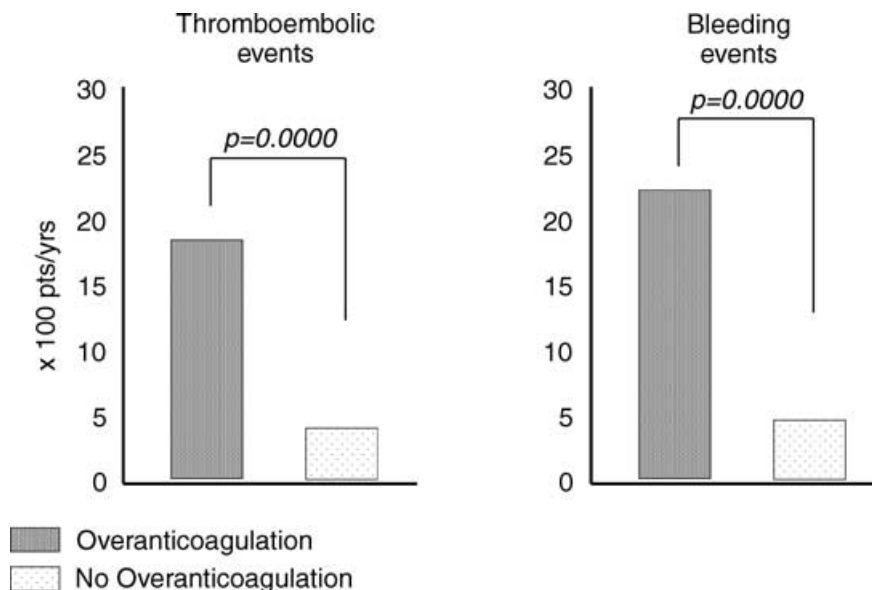 Thromboembolic
events
30
25
20
15
10
5
0
x 100 pts/yrs
p=0.0000
Bleeding
events
30
25
20
15
10
5
0
p=0.0000
Overanticoagulation
No Overanticoagulation